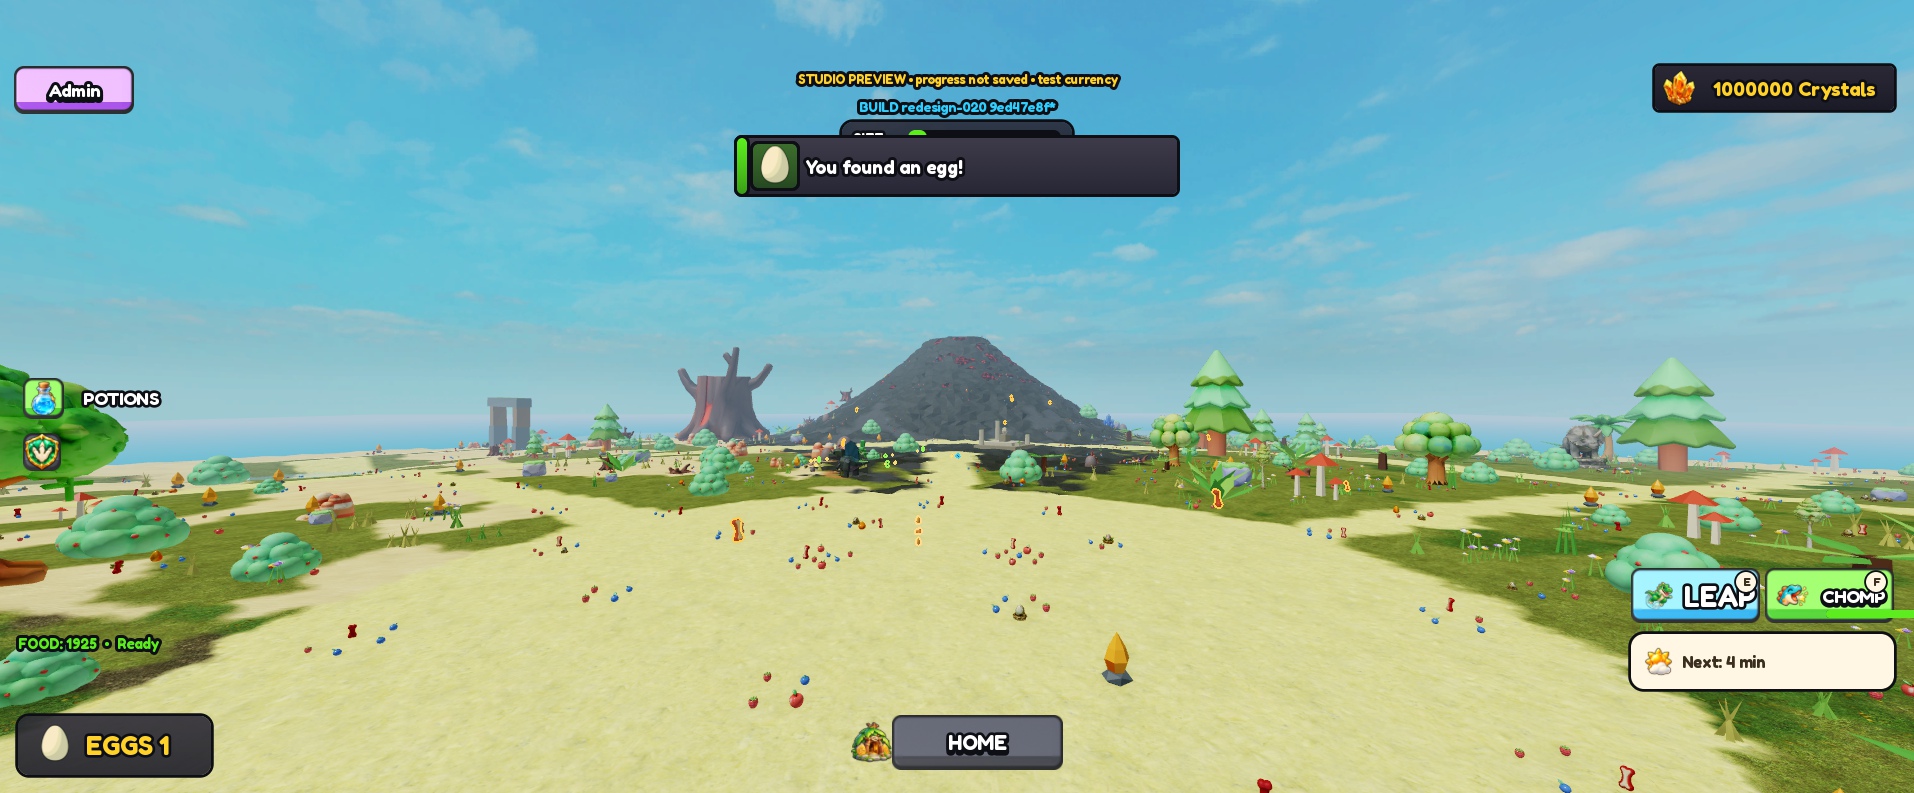 Admin
STUDIO PREVIEW • progress not saved • test currency
BUILD redesign-020 9ed47e8f*
1000000 Crystals
You found an egg!
POTIONS
LEAP
E
CHOMP
F
FOOD: 1925 • Ready
Next: 4 min
EGGS 1
HOME